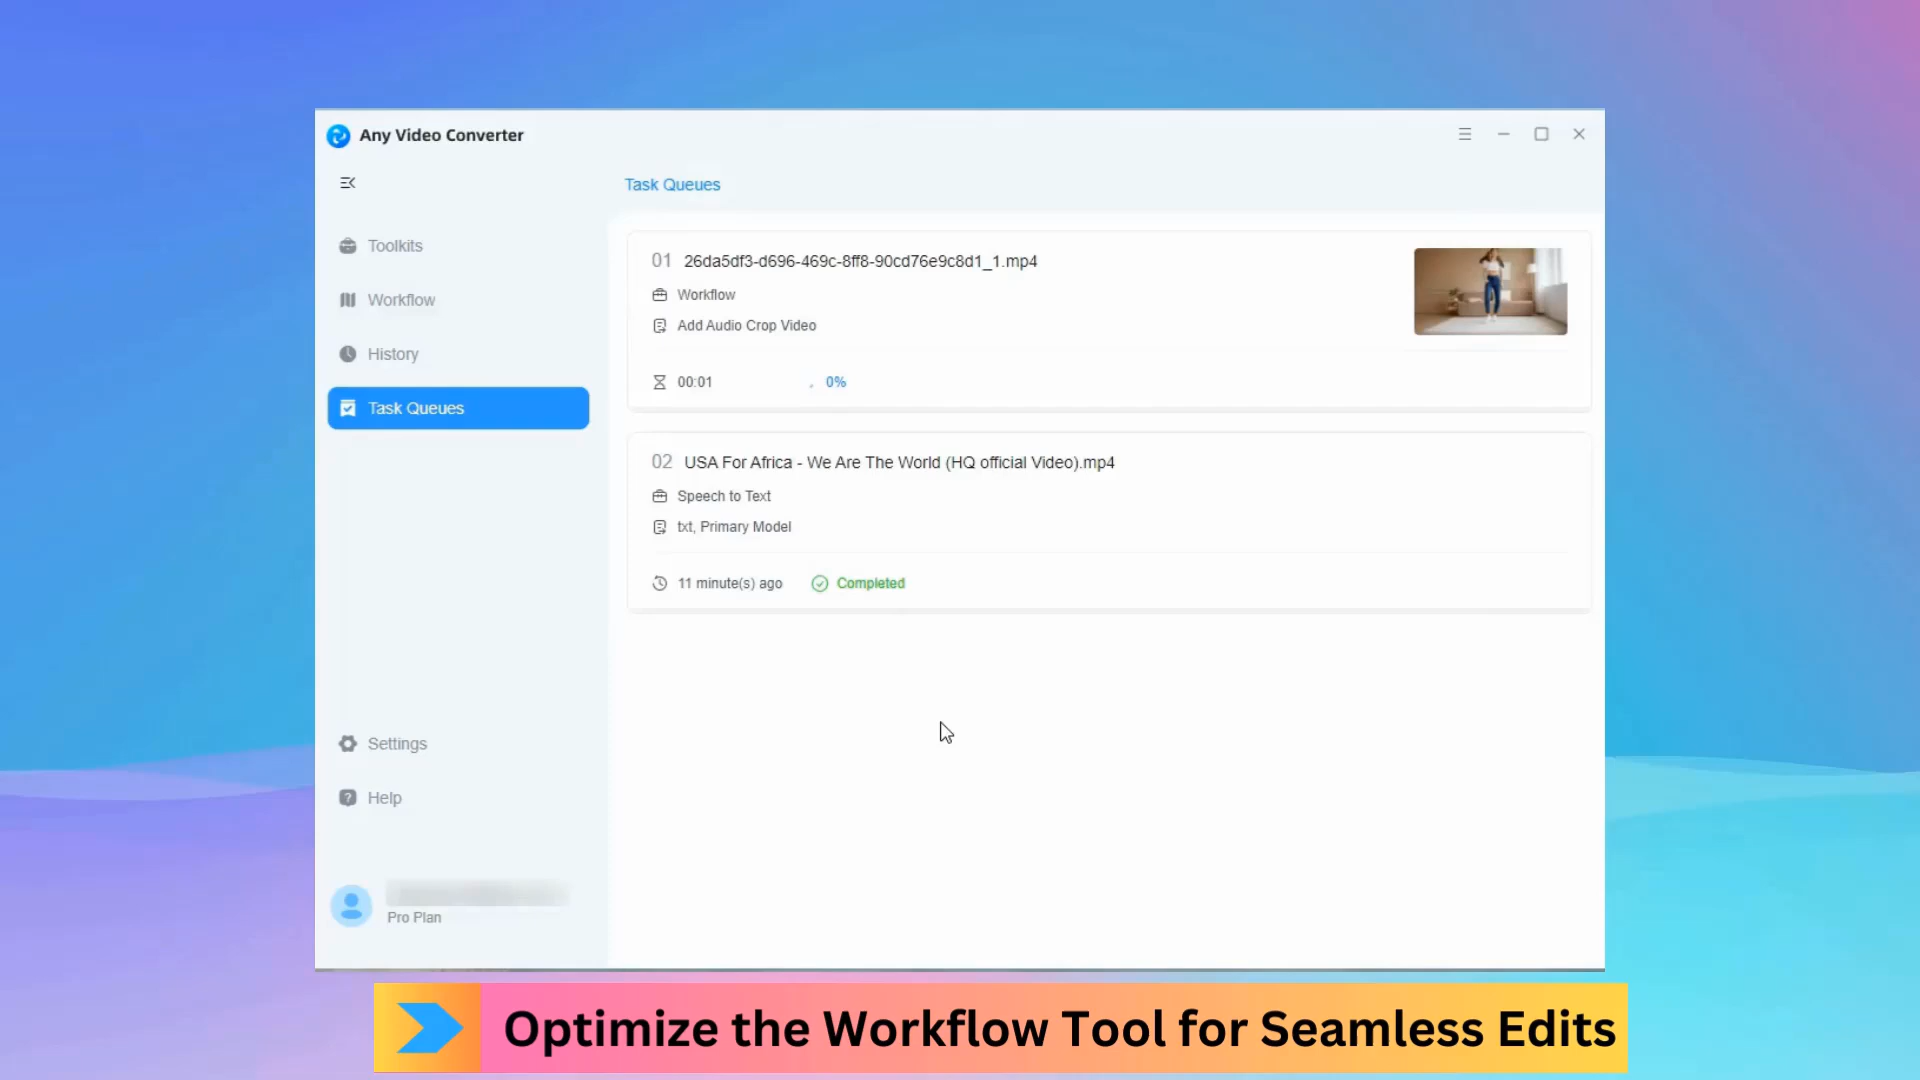 Any Video Converter
Task Queues
Toolkits
Workflow
History
Task Queues
01 26da5df3-d696-469c-8ff8-90cd76e9c8d1_1.mp4
Workflow
Add Audio Crop Video
00:01 0%
02 USA For Africa - We Are The World (HQ official Video).mp4
Speech to Text
txt, Primary Model
11 minute(s) ago Completed
Settings
Help
Pro Plan
Optimize the Workflow Tool for Seamless Edits